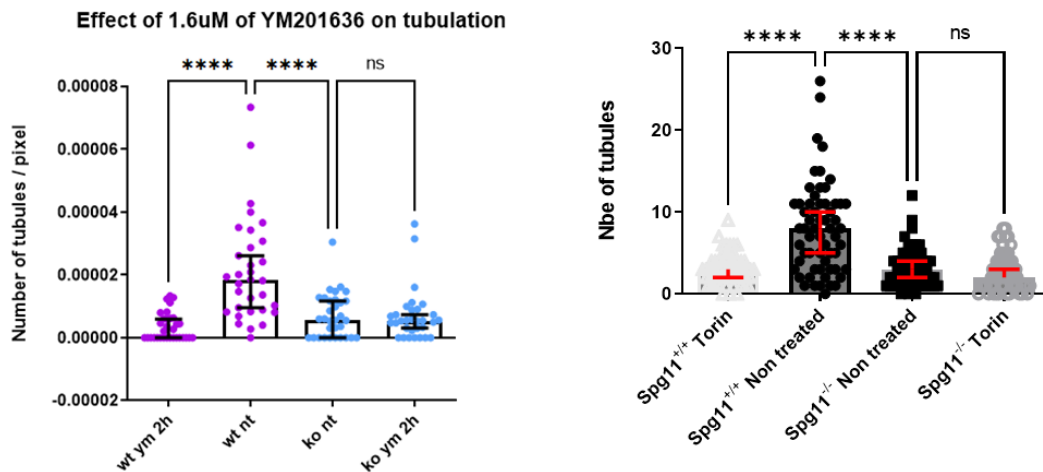 Effect of 1.6uM of YM201636 on tubulation
**** **** ns
Number of tubules / pixel
0.00008
0.00006
0.00004
0.00002
0.00000
-0.00002
wt ym 2h
wt nt
ko nt
ko ym 2h
**** **** ns
Nbe of tubules
30
20
10
0
Spg11+/+ Torin
Spg11+/+ Non treated
Spg11-/- Non treated
Spg11-/- Torin